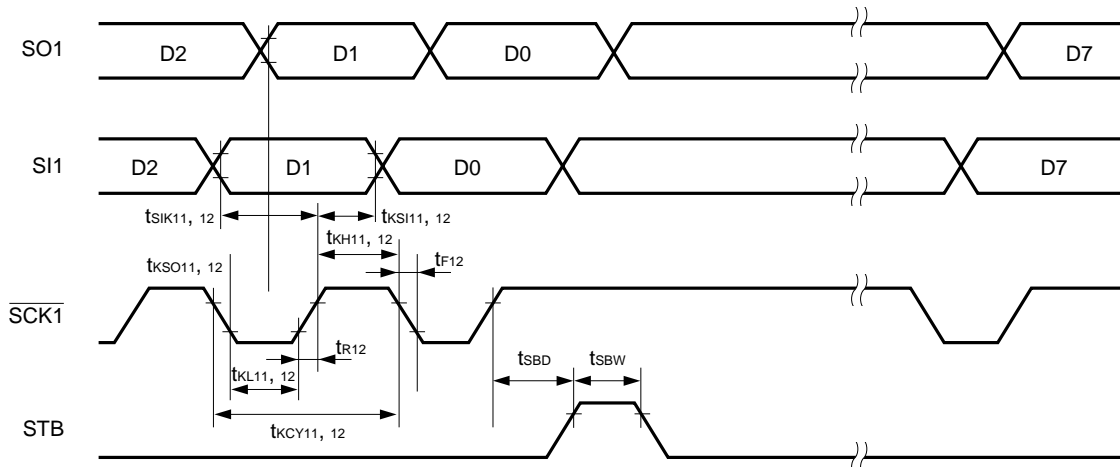 SO1
D2 D1 D0 D7
SI1
D2 D1 D0 D7
tSIK11, 12 tKSI11, 12
tKH11, 12
tKSO11, 12 tF12
SCK1
tR12
tKL11, 12 tSBD tSBW
STB
tKCY11, 12